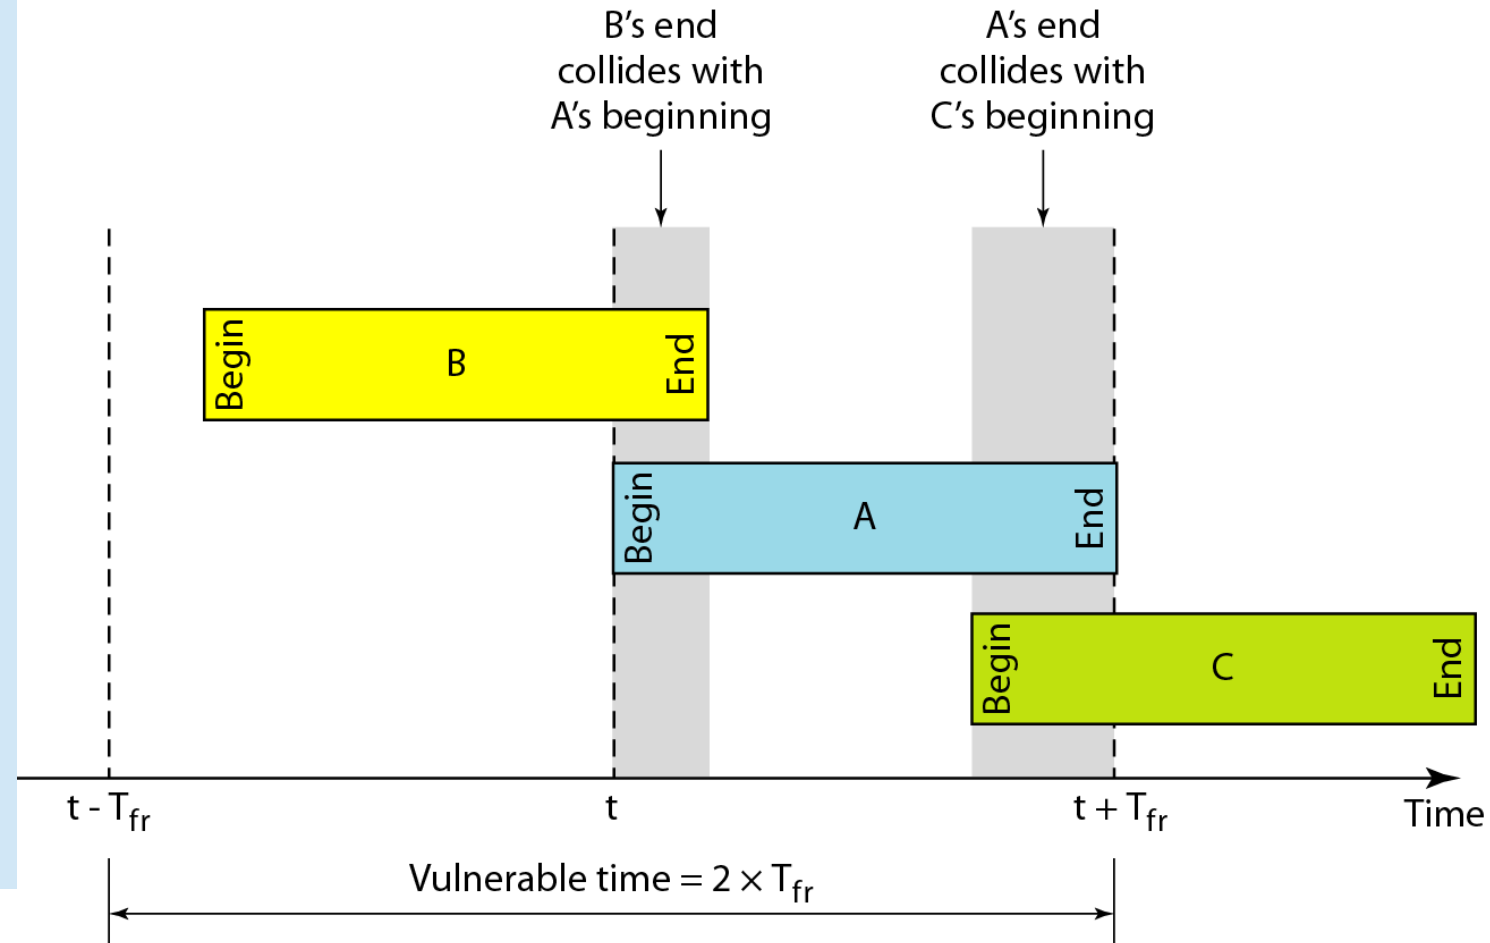 B’s end
collides with
A’s beginning
A’s end
collides with
C’s beginning
Begin
B
End
Begin
A
End
Begin
C
End
t - Tfr
t
t + Tfr
Time
Vulnerable time = 2 × Tfr